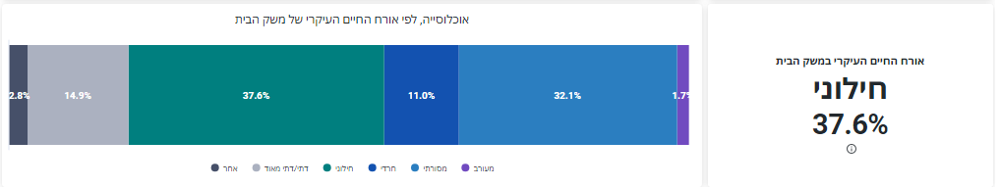 אוכלוסייה, לפי אורח החיים העיקרי של משק הבית
2.8% 14.9% 37.6% 11.0% 32.1% 1.7%
אחר דתי/דתי מאוד חילוני חרדי מסורתי מעורב
אורח החיים העיקרי במשק הבית
חילוני
37.6%